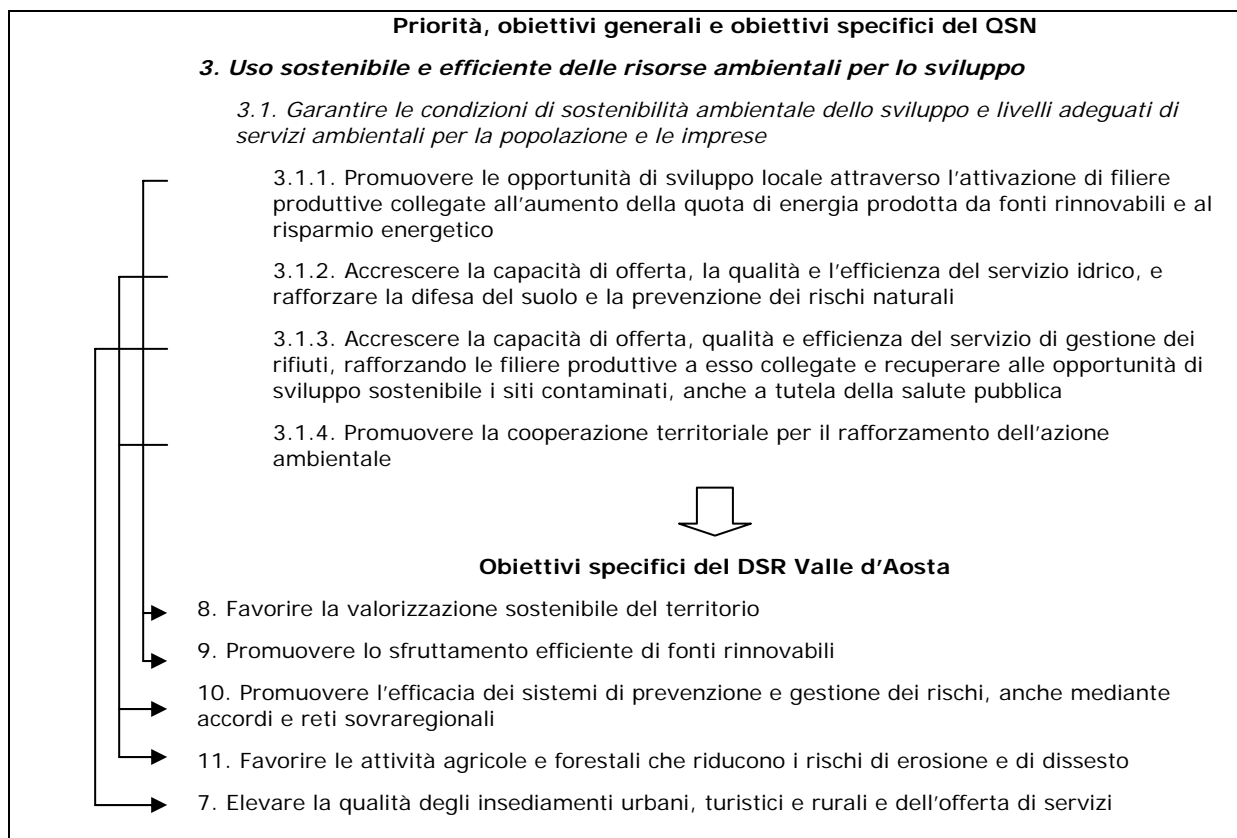 Priorità, obiettivi generali e obiettivi specifici del QSN
3. Uso sostenibile e efficiente delle risorse ambientali per lo sviluppo
3.1. Garantire le condizioni di sostenibilità ambientale dello sviluppo e livelli adeguati di
servizi ambientali per la popolazione e le imprese
3.1.1. Promuovere le opportunità di sviluppo locale attraverso l'attivazione di filiere
produttive collegate all'aumento della quota di energia prodotta da fonti rinnovabili e al
risparmio energetico
3.1.2. Accrescere la capacità di offerta, la qualità e l'efficienza del servizio idrico, e
rafforzare la difesa del suolo e la prevenzione dei rischi naturali
3.1.3. Accrescere la capacità di offerta, qualità e efficienza del servizio di gestione dei
rifiuti, rafforzando le filiere produttive a esso collegate e recuperare alle opportunità di
sviluppo sostenibile i siti contaminati, anche a tutela della salute pubblica
3.1.4. Promuovere la cooperazione territoriale per il rafforzamento dell'azione
ambientale
Obiettivi specifici del DSR Valle d'Aosta
8. Favorire la valorizzazione sostenibile del territorio
9. Promuovere lo sfruttamento efficiente di fonti rinnovabili
10. Promuovere l'efficacia dei sistemi di prevenzione e gestione dei rischi, anche mediante
accordi e reti sovraregionali
11. Favorire le attività agricole e forestali che riducono i rischi di erosione e di dissesto
7. Elevare la qualità degli insediamenti urbani, turistici e rurali e dell'offerta di servizi